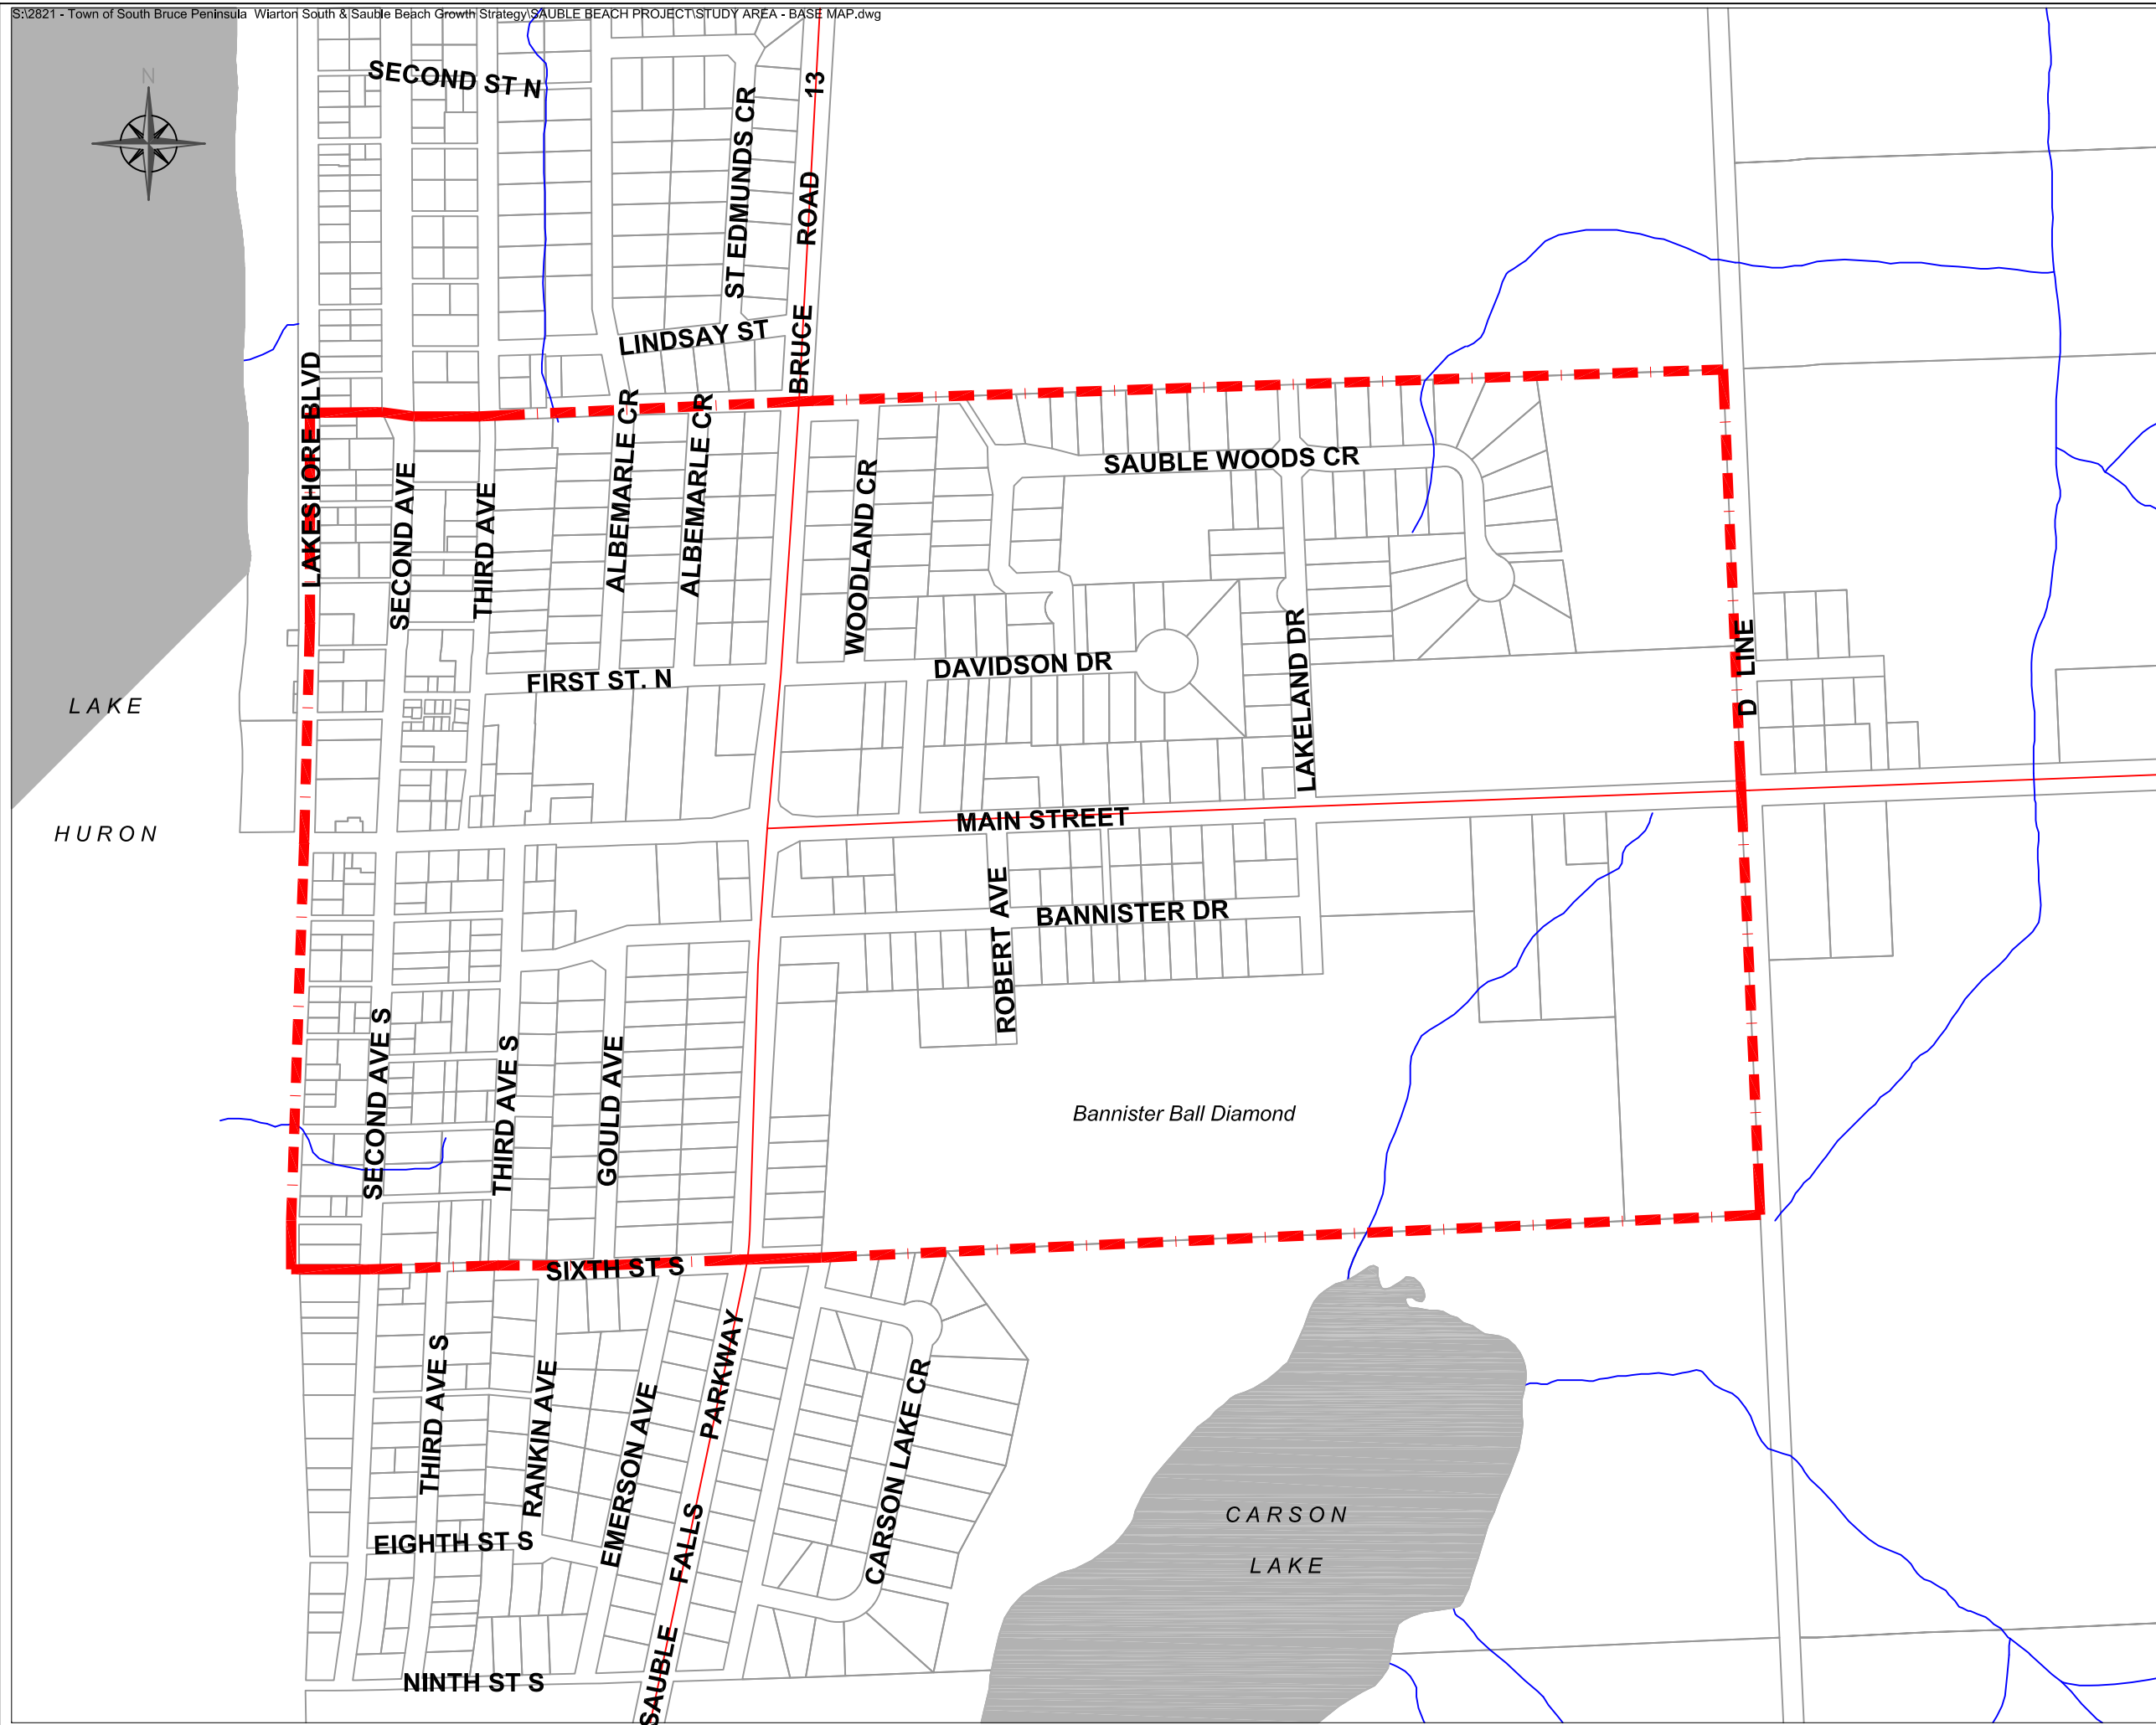 S:\2821 - Town of South Bruce Peninsula  Wiarton South & Sauble Beach Growth Strategy\SAUBLE BEACH PROJECT\STUDY AREA - BASE MAP.dwg
N
SECOND ST N
ST EDMUNDS CR
BRUCE ROAD 13
LINDSAY ST
LAKESHORE BLVD
SECOND AVE
THIRD AVE
ALBEMARLE CR
ALBEMARLE CR
WOODLAND CR
SAUBLE WOODS CR
LAKELAND DR
D LINE
DAVIDSON DR
FIRST ST. N
LAKE
HURON
MAIN STREET
ROBERT AVE
BANNISTER DR
SECOND AVE S
THIRD AVE S
GOULD AVE
Bannister Ball Diamond
SIXTH ST S
THIRD AVE S
RANKIN AVE
EMERSON AVE
SAUBLE FALLS PARKWAY
CARSON LAKE CR
CARSON
LAKE
EIGHTH ST S
NINTH ST S